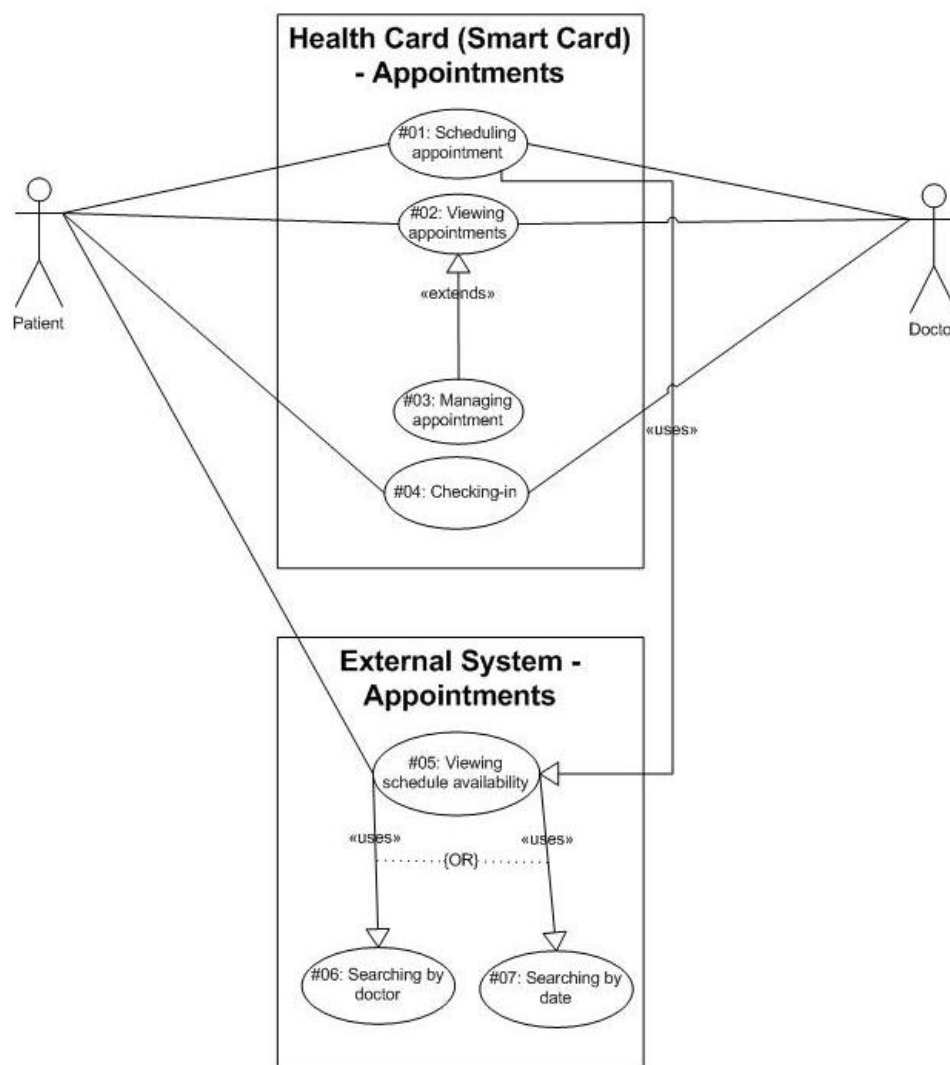 Health Card (Smart Card)
- Appointments
#01: Scheduling
appointment
#02: Viewing
appointments
«extends»
Patient
Docto
#03: Managing
appointment
«uses»
#04: Checking-in
External System -
Appointments
#05: Viewing
schedule availability
«uses»
«uses»
{OR}
#06: Searching by
doctor
#07: Searching by
date